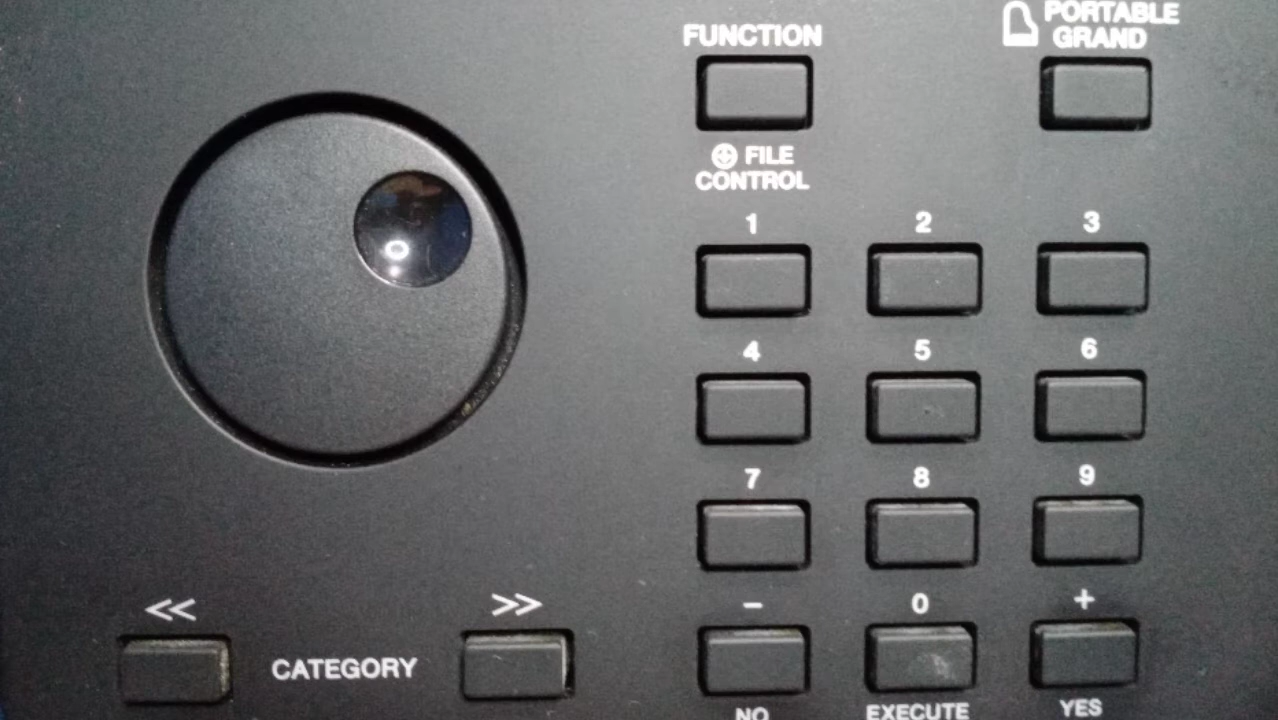 FUNCTION
PORTABLE
GRAND
FILE
CONTROL
1 2 3
4 5 6
7 8 9
- 0 +
<< CATEGORY >>
NO EXECUTE YES